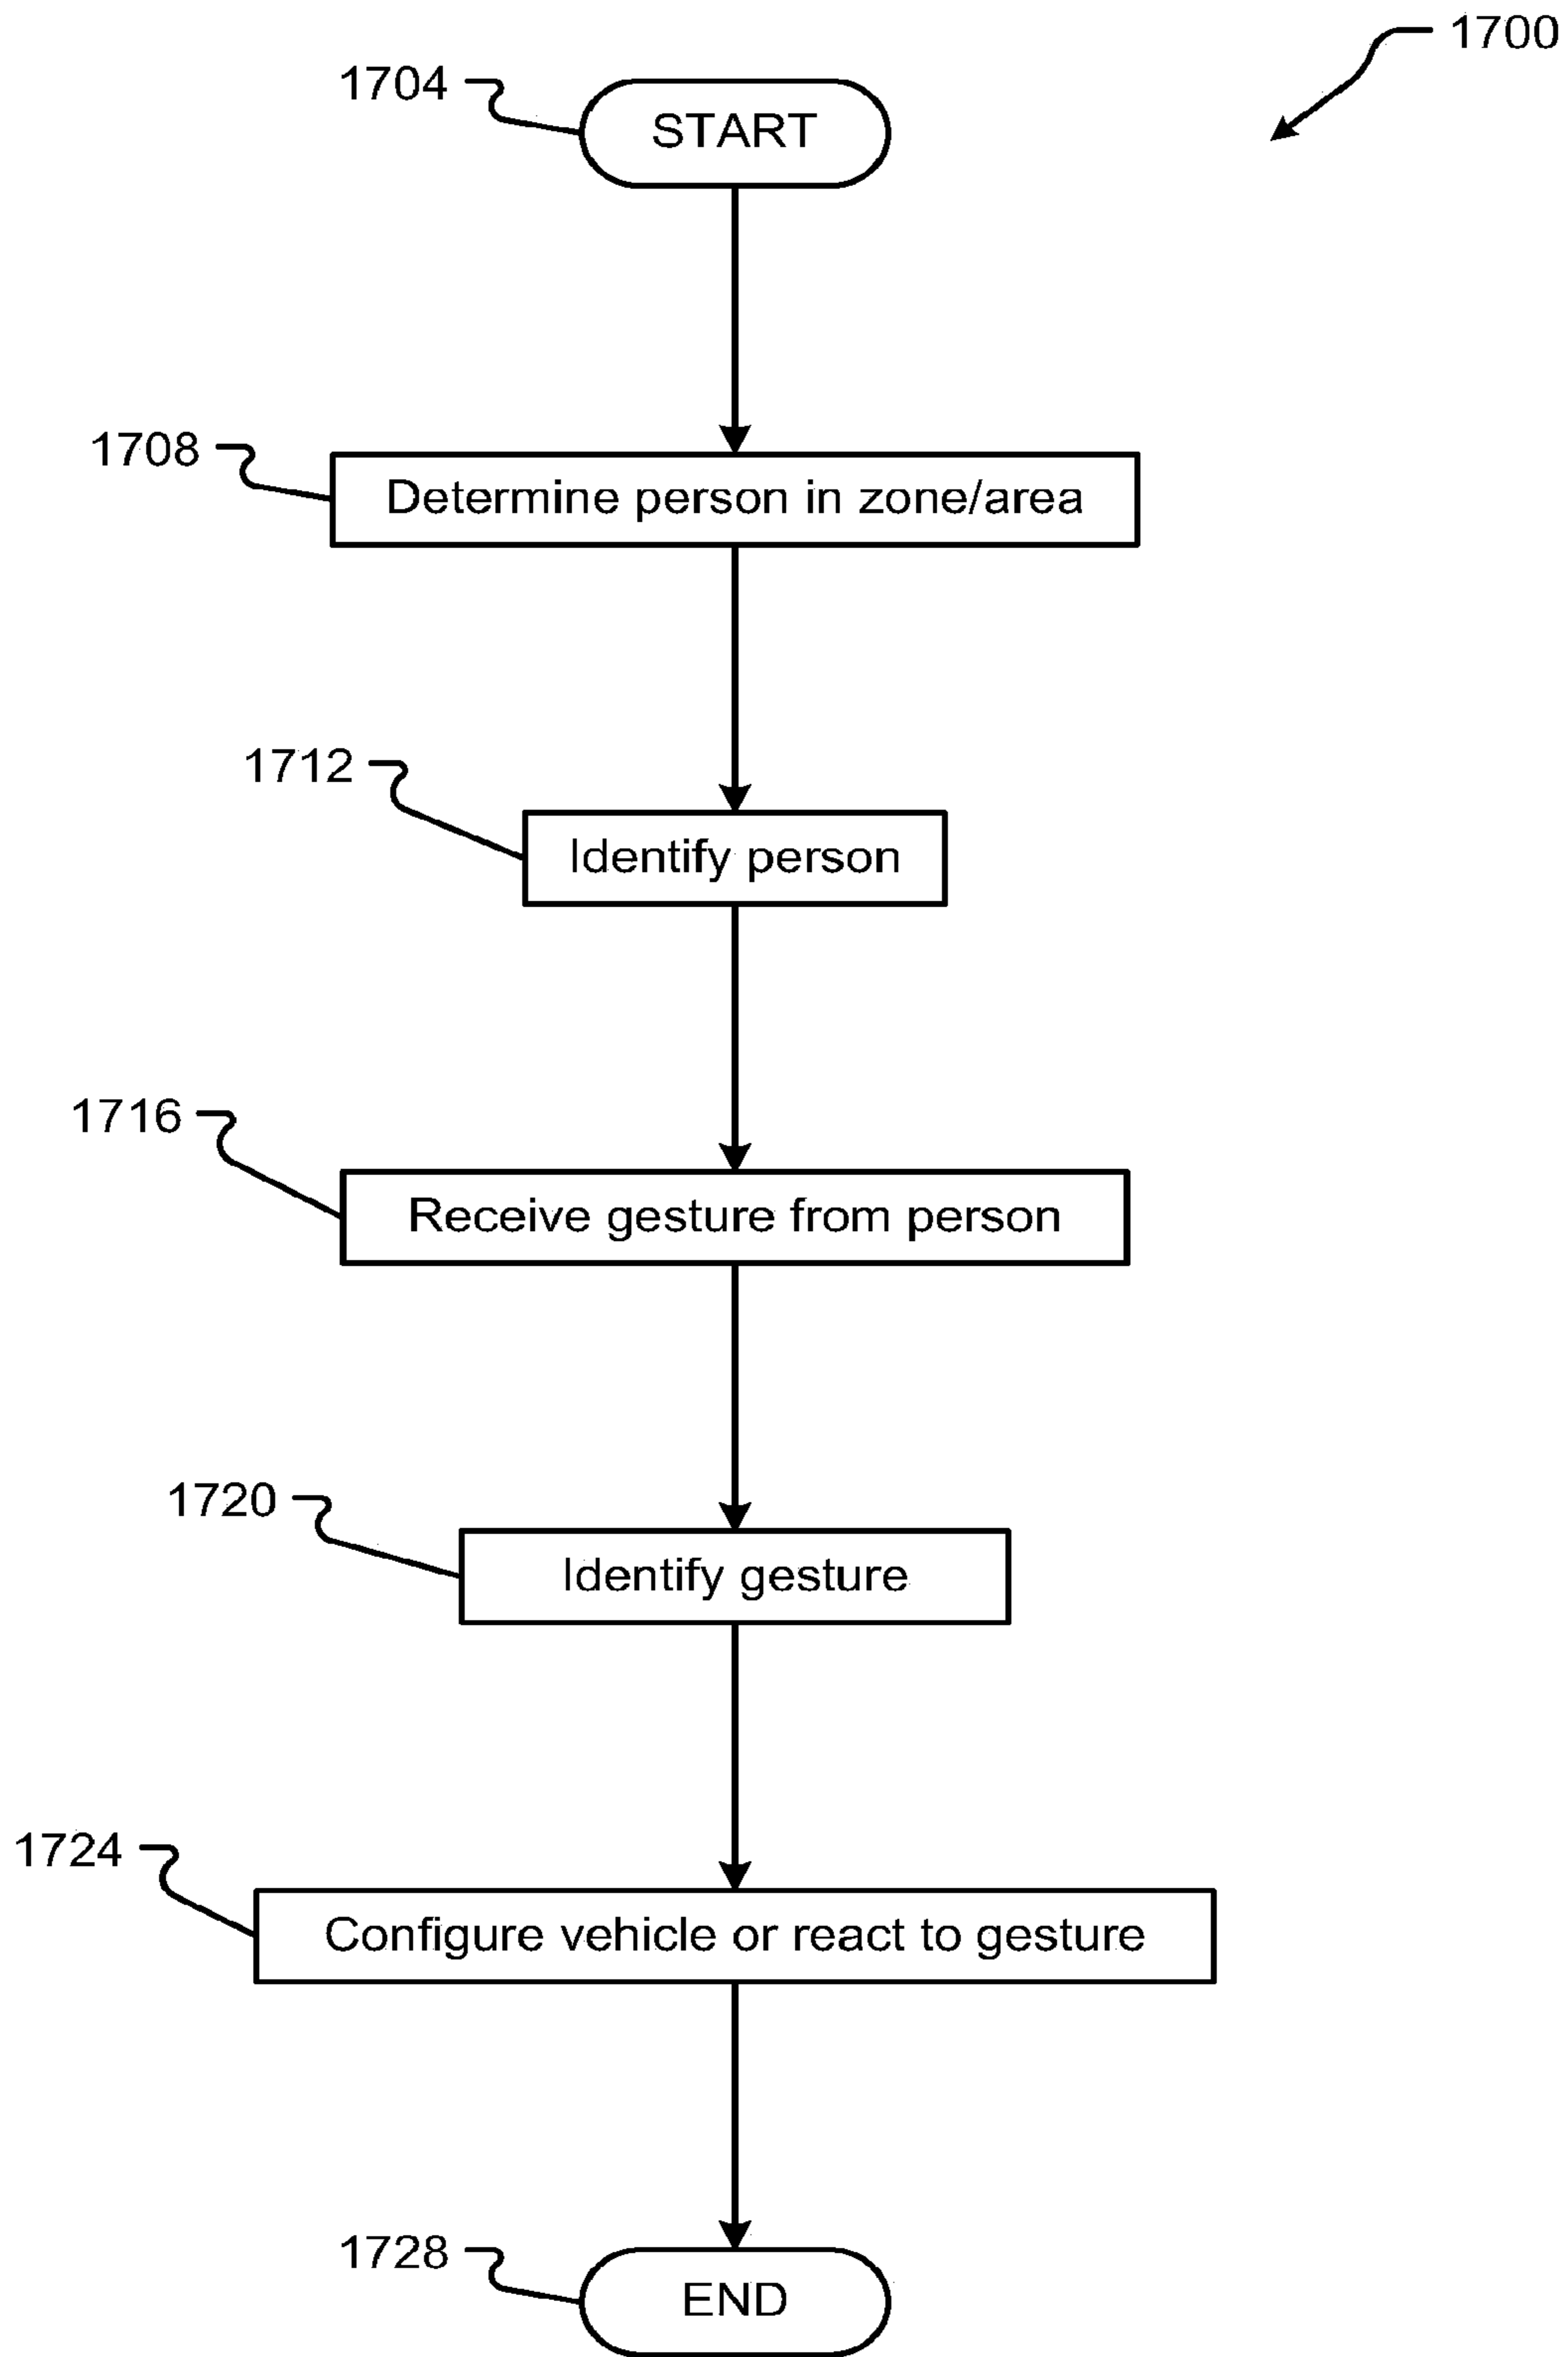 1700
1704
START
1708
Determine person in zone/area
1712
Identify person
1716
Receive gesture from person
1720
Identify gesture
1724
Configure vehicle or react to gesture
1728
END